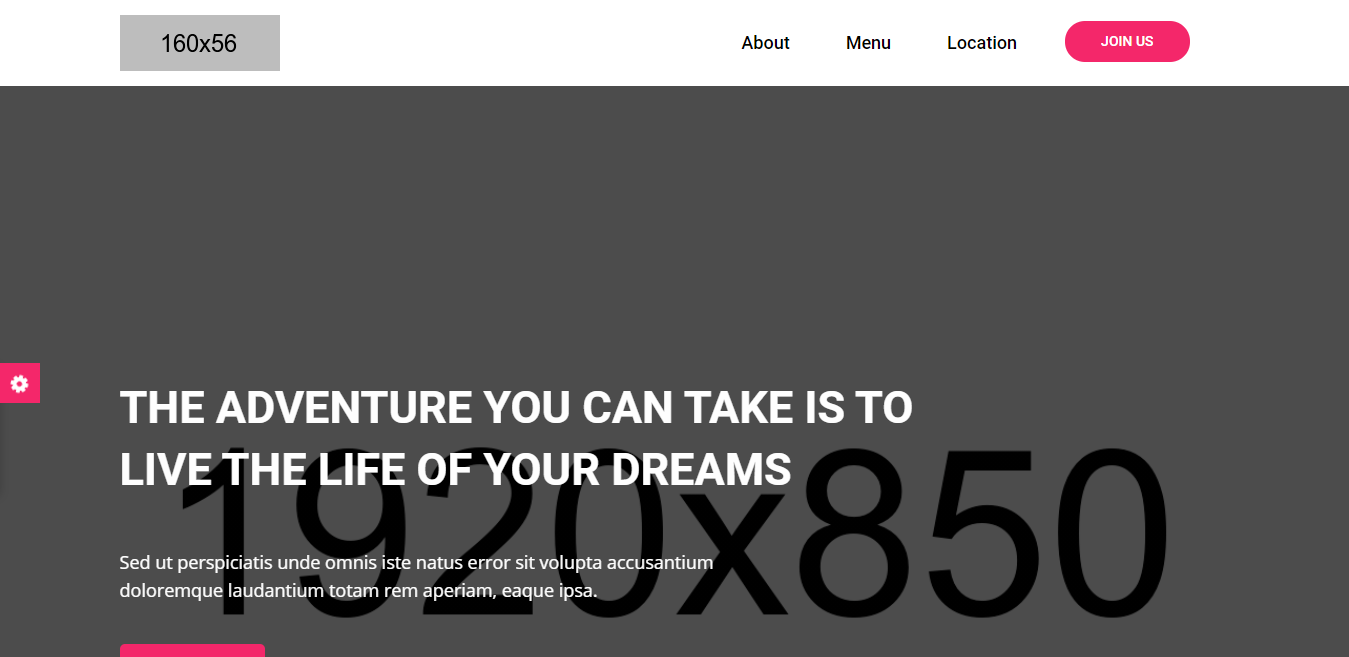 160x56
About Menu Location JOIN US
THE ADVENTURE YOU CAN TAKE IS TO
LIVE THE LIFE OF YOUR DREAMS
1920x850
Sed ut perspiciatis unde omnis iste natus error sit volupta accusantium
doloremque laudantium totam rem aperiam, eaque ipsa.